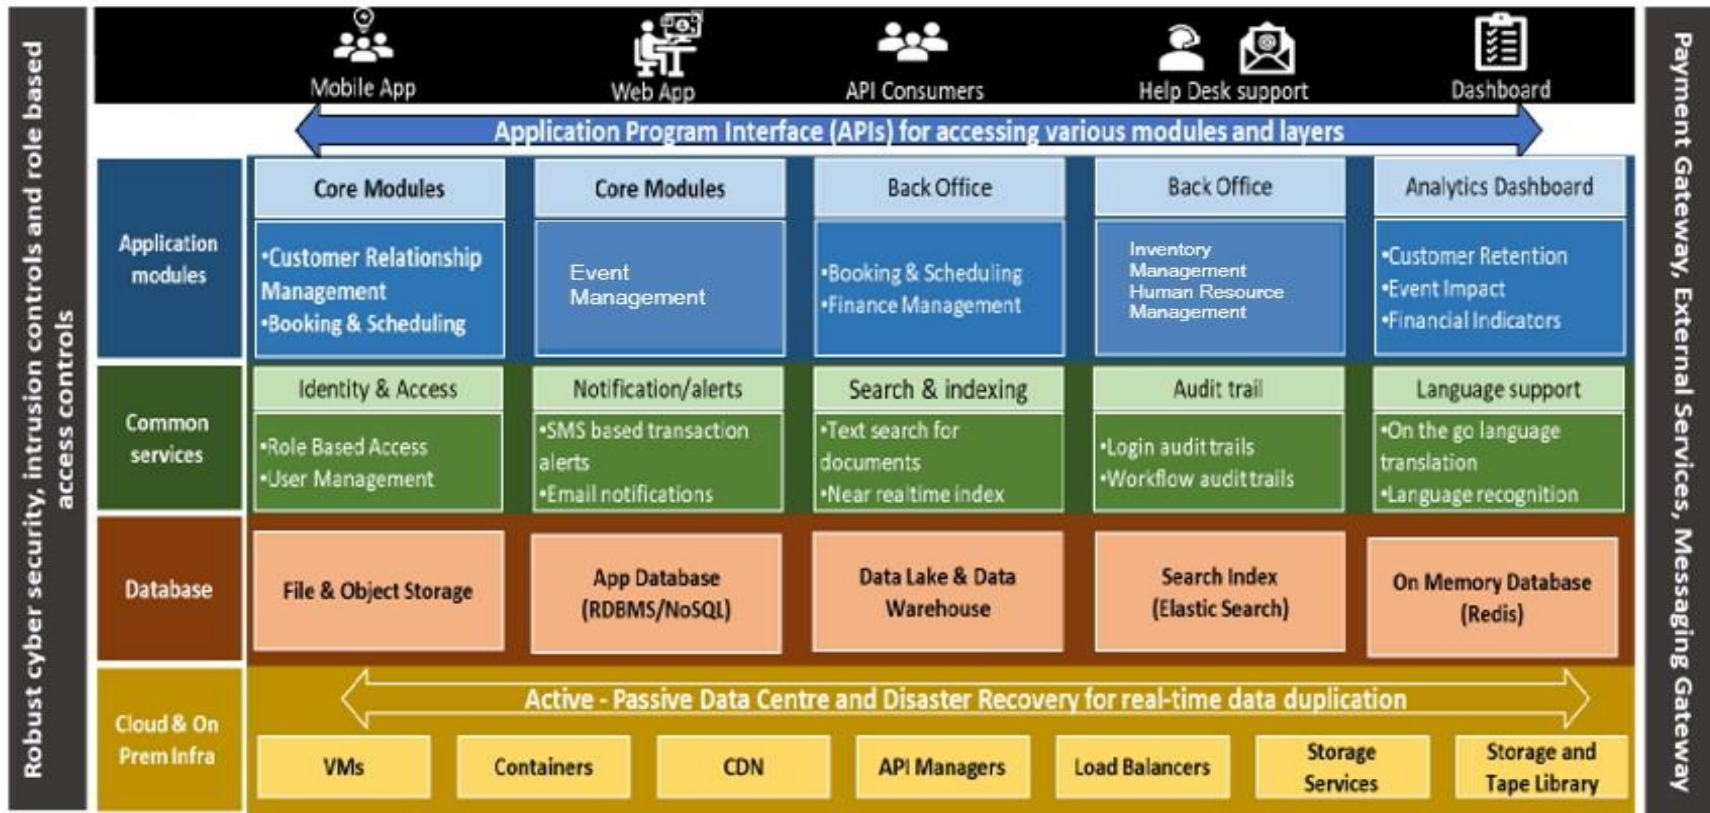 Robust cyber security, intrusion controls and role based
access controls
Mobile App
Web App
API Consumers
Help Desk support
Dashboard
Application Program Interface (APIs) for accessing various modules and layers
Application
modules
Core Modules
•Customer Relationship
Management
•Booking & Scheduling
Core Modules
Event
Management
Back Office
•Booking & Scheduling
•Finance Management
Back Office
Inventory
Management
Human Resource
Management
Analytics Dashboard
•Customer Retention
•Event Impact
•Financial Indicators
Common
services
Identity & Access
•Role Based Access
•User Management
Notification/alerts
•SMS based transaction
alerts
•Email notifications
Search & indexing
•Text search for
documents
•Near realtime index
Audit trail
•Login audit trails
•Workflow audit trails
Language support
•On the go language
translation
•Language recognition
Database
File & Object Storage
App Database
(RDBMS/NoSQL)
Data Lake & Data
Warehouse
Search Index
(Elastic Search)
On Memory Database
(Redis)
Cloud & On
Prem Infra
Active - Passive Data Centre and Disaster Recovery for real-time data duplication
VMs
Containers
CDN
API Managers
Load Balancers
Storage
Services
Storage and
Tape Library
Payment Gateway, External Services, Messaging Gateway